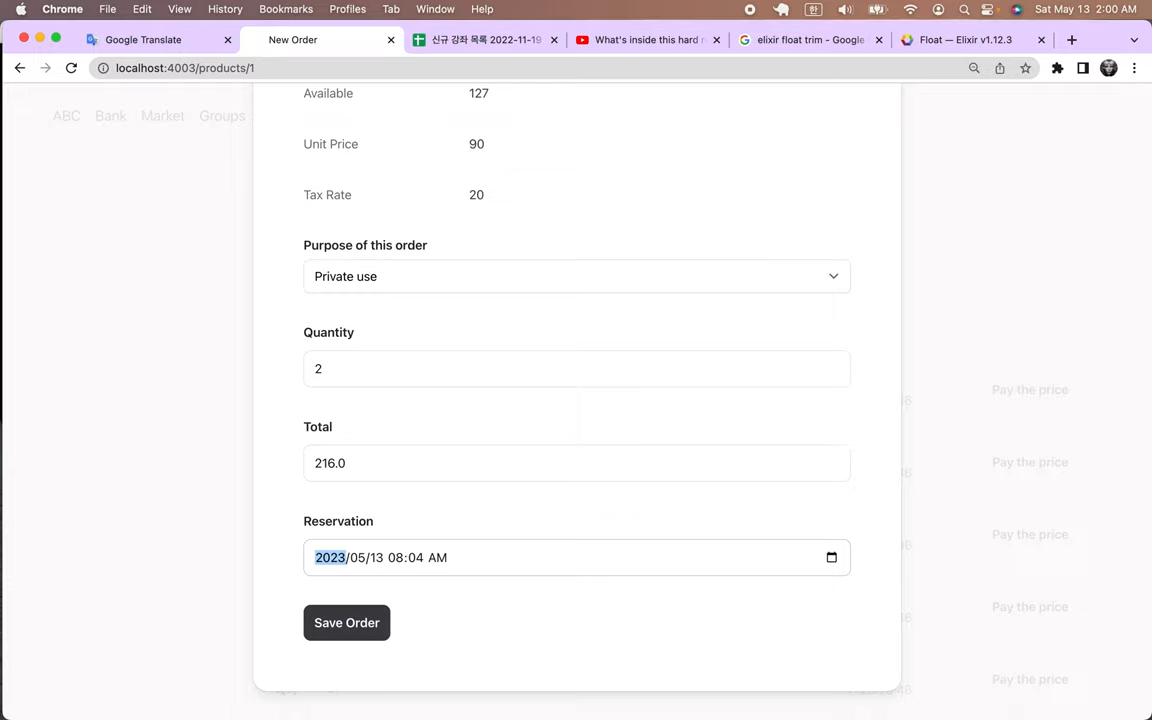 Chrome File Edit View History Bookmarks Profiles Tab Window Help 한 Sat May 13 2:00 AM
Google Translate New Order 신규 강좌 목록 2022-11-19 What's inside this hard elixir float trim - Google Float — Elixir v1.12.3
localhost:4003/products/1
ABC Bank Market Groups
Available 127
Unit Price 90
Tax Rate 20
Purpose of this order
Private use
Quantity
2
Pay the price
Total
216.0
Pay the price
Reservation
Pay the price
2023/05/13 08:04 AM
Pay the price
Save Order
Pay the price